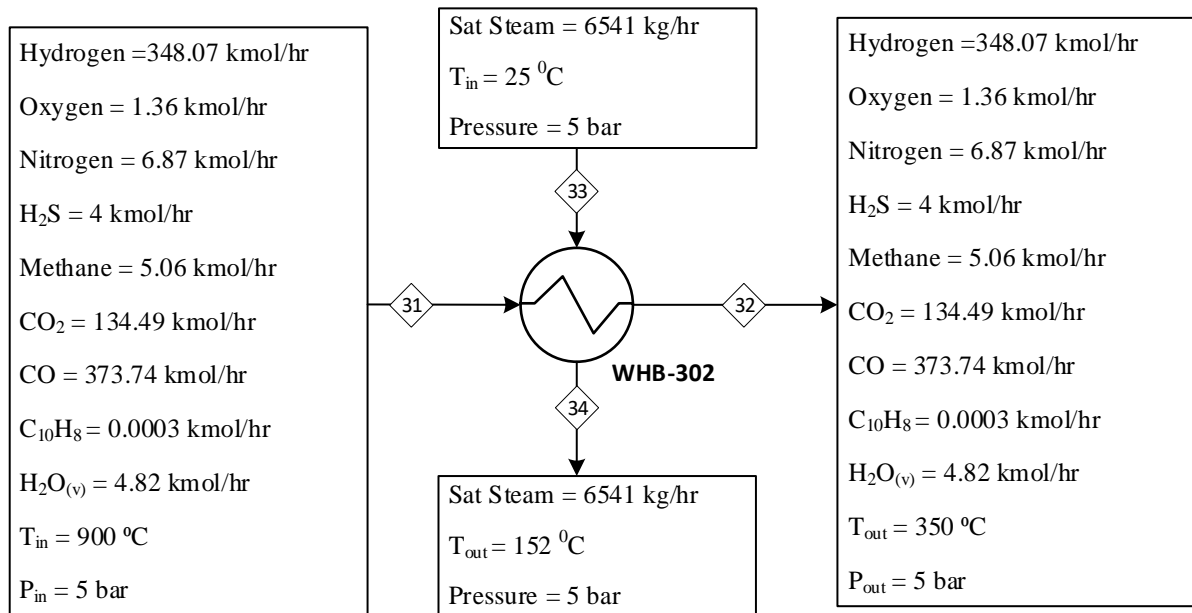 Hydrogen =348.07 kmol/hr
Oxygen = 1.36 kmol/hr
Nitrogen = 6.87 kmol/hr
H₂S = 4 kmol/hr
Methane = 5.06 kmol/hr
CO₂ = 134.49 kmol/hr
CO = 373.74 kmol/hr
C₁₀H₈ = 0.0003 kmol/hr
H₂O₍ᵥ₎ = 4.82 kmol/hr
Tᵢₙ = 900 ⁰C
Pᵢₙ = 5 bar
31
Sat Steam = 6541 kg/hr
Tᵢₙ = 25 ⁰C
Pressure = 5 bar
33
WHB-302
34
Sat Steam = 6541 kg/hr
Tₒᵤₜ = 152 ⁰C
Pressure = 5 bar
32
Hydrogen =348.07 kmol/hr
Oxygen = 1.36 kmol/hr
Nitrogen = 6.87 kmol/hr
H₂S = 4 kmol/hr
Methane = 5.06 kmol/hr
CO₂ = 134.49 kmol/hr
CO = 373.74 kmol/hr
C₁₀H₈ = 0.0003 kmol/hr
H₂O₍ᵥ₎ = 4.82 kmol/hr
Tₒᵤₜ = 350 ⁰C
Pₒᵤₜ = 5 bar